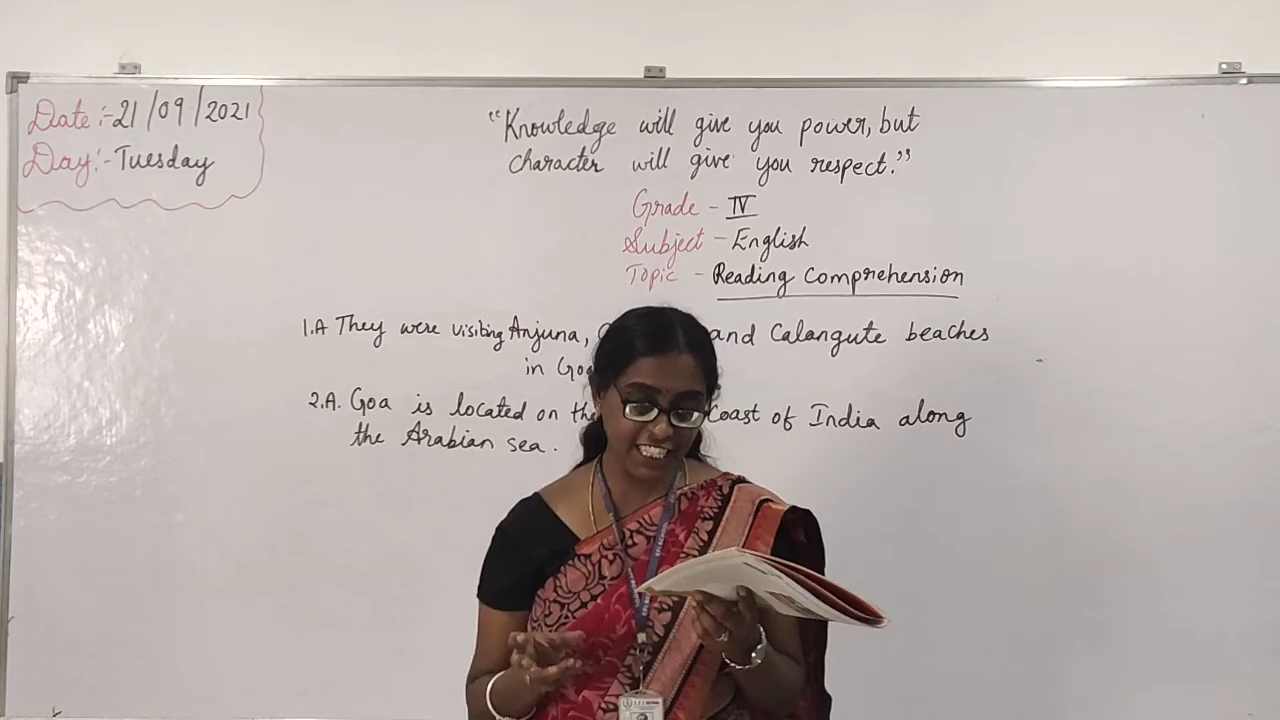 Date:-21/09/2021
Day:-Tuesday
"Knowledge will give you power, but
character will give you respect."
Grade - IV
Subject - English
Topic - Reading Comprehension
1.A They were visiting Anjuna, and Calangute beaches
in Goa
2.A. Goa is located on the Coast of India along
the Arabian sea.